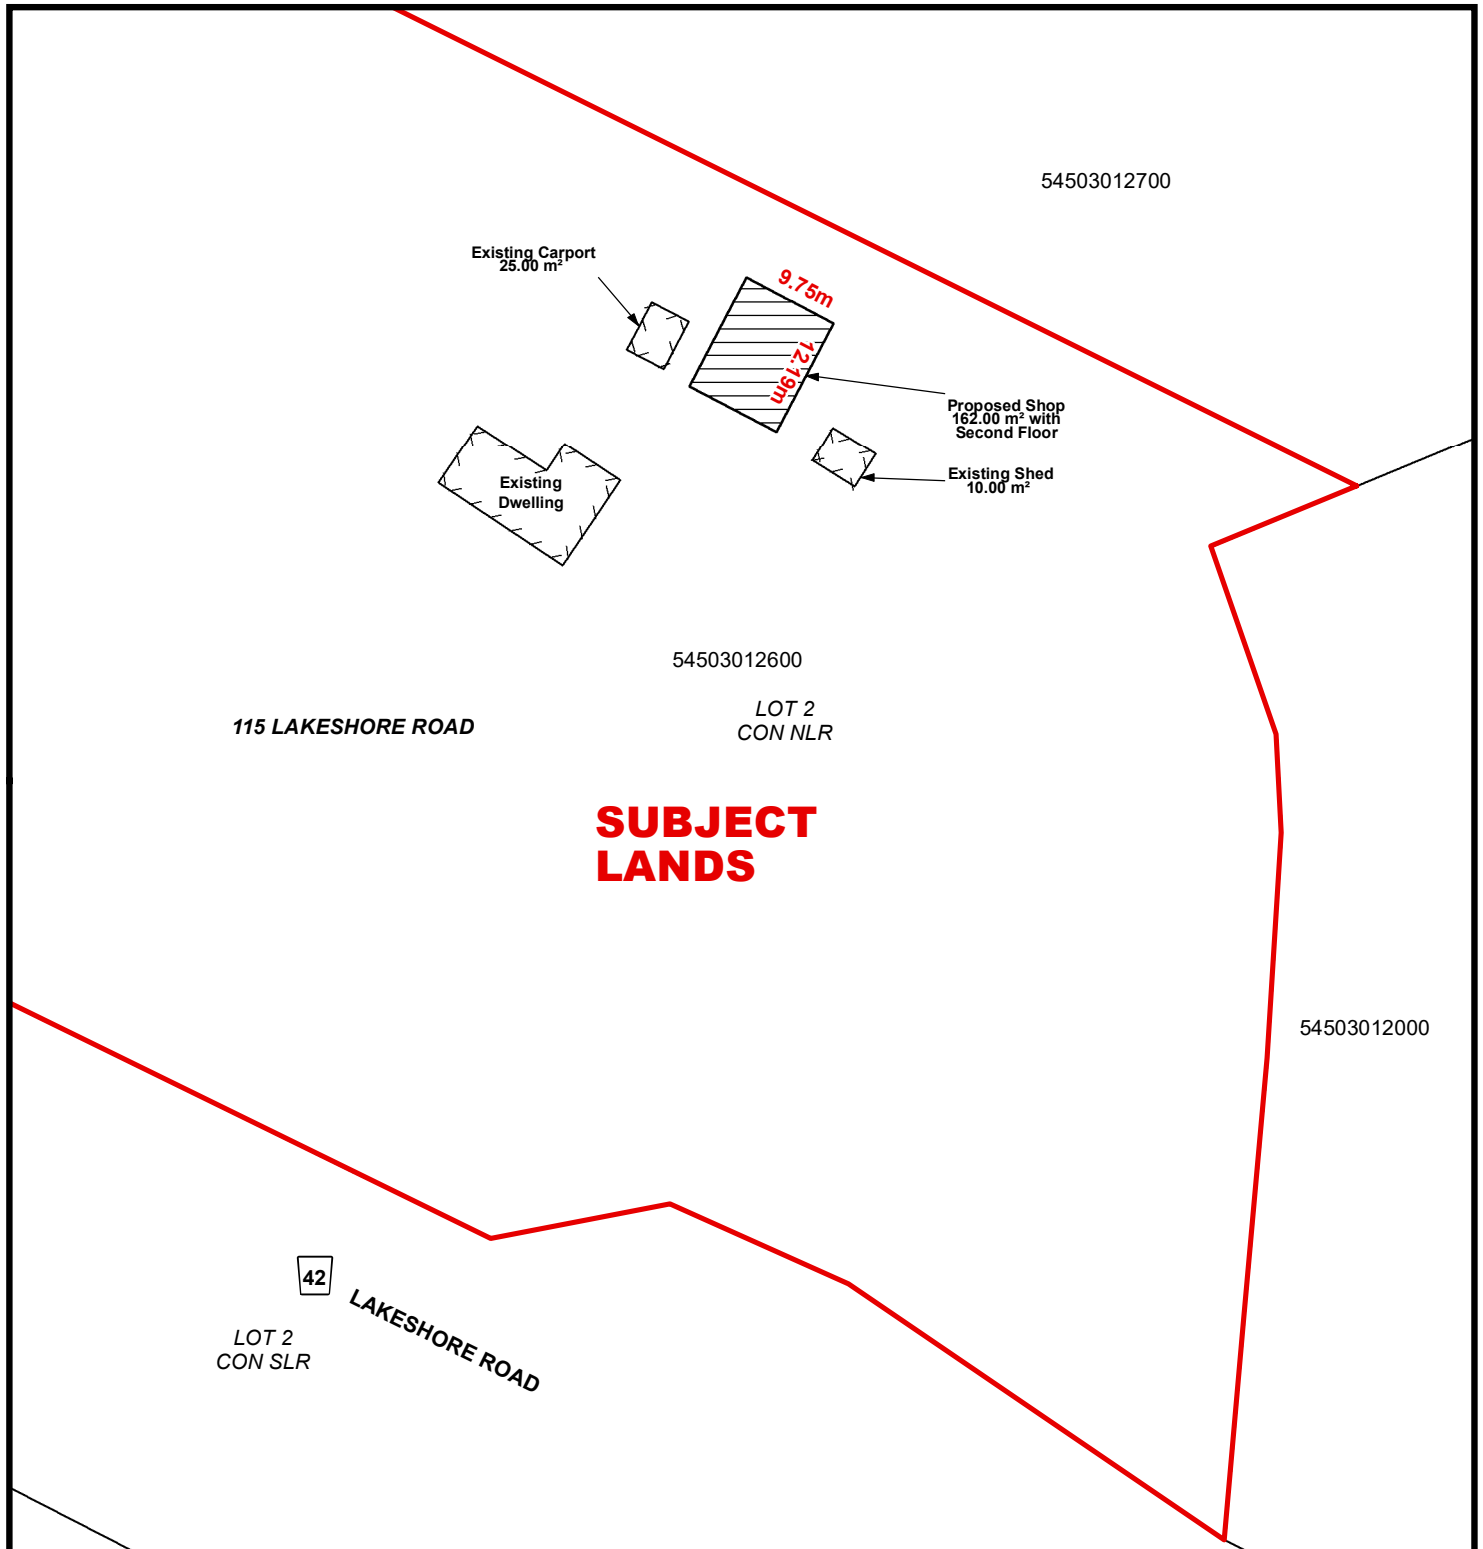 54503012700
Existing Carport
25.00 m²
9.75m
12.19m
Proposed Shop
162.00 m² with
Second Floor
Existing Shed
10.00 m²
Existing
Dwelling
54503012600
LOT 2
CON NLR
115 LAKESHORE ROAD
SUBJECT
LANDS
54503012000
42
LAKESHORE ROAD
LOT 2
CON SLR